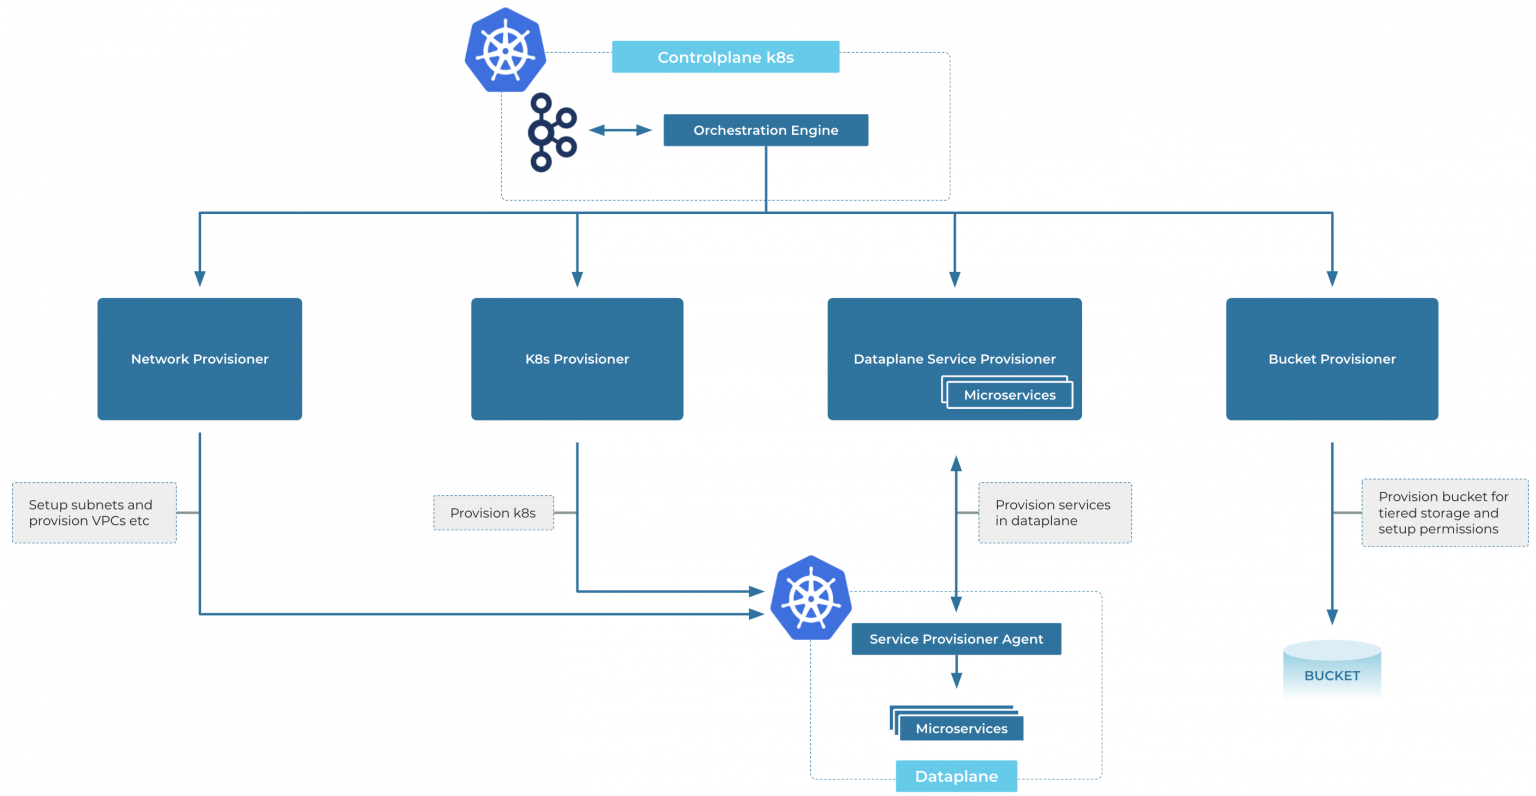 Controlplane k8s
Orchestration Engine
Network Provisioner
K8s Provisioner
Dataplane Service Provisioner
Microservices
Bucket Provisioner
Setup subnets and
provision VPCs etc
Provision k8s
Provision services
in dataplane
Provision bucket for
tiered storage and
setup permissions
Service Provisioner Agent
Microservices
Dataplane
BUCKET